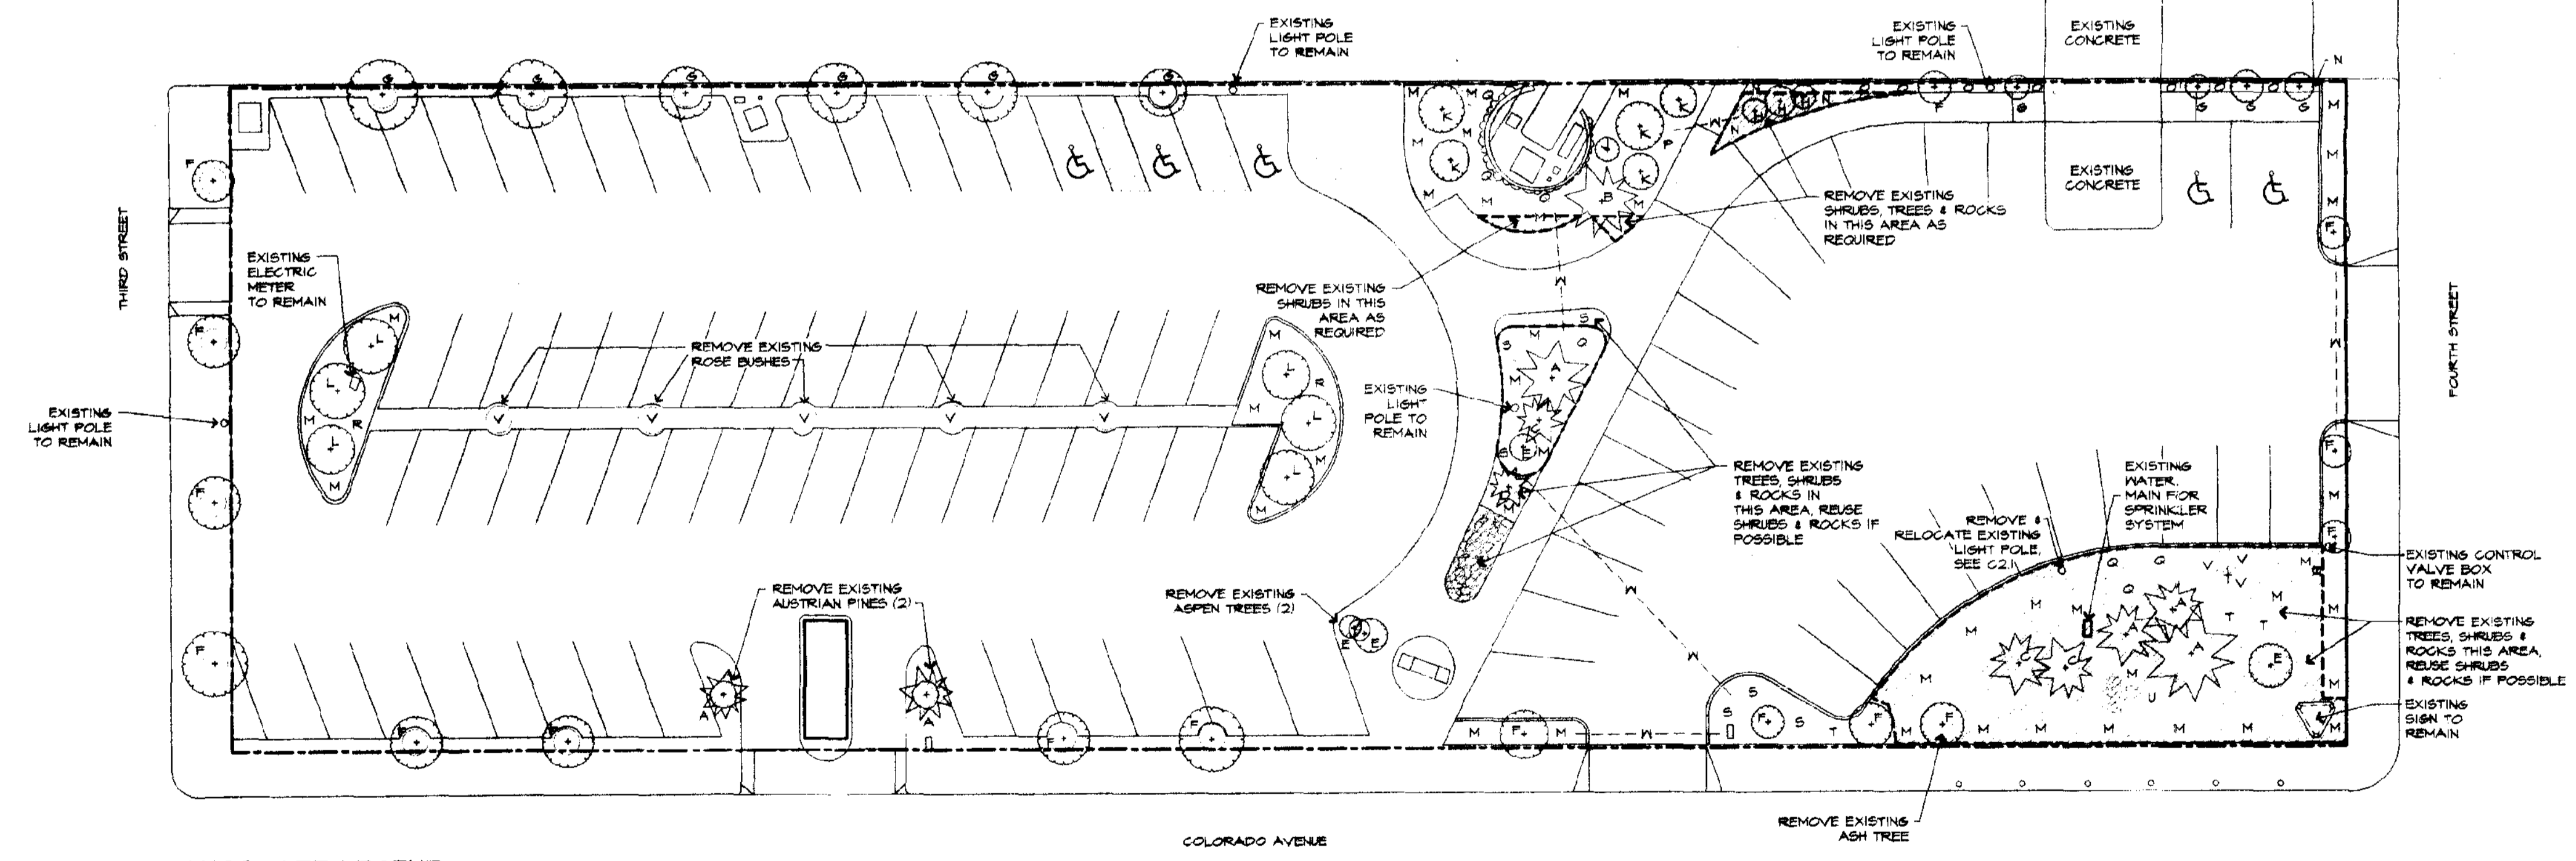 EXISTING
LIGHT POLE
TO REMAIN
EXISTING
LIGHT POLE
TO REMAIN
EXISTING
CONCRETE
N
G
G
G
G
G
G
F
G
G
G
G
M
M
Q
M
K
K
K
K
K
M
M
M
M
M
Q
Q
P
B
W
N
N
M
M
M
EXISTING
CONCRETE
REMOVE EXISTING
SHRUBS, TREES & ROCKS
IN THIS AREA AS
REQUIRED
F
THIRD STREET
EXISTING
ELECTRIC
METER
TO REMAIN
REMOVE EXISTING
SHRUBS IN THIS
AREA AS
REQUIRED
W
F
W
FOURTH STREET
F
M
L
L
L
M
R
M
REMOVE EXISTING
ROSE BUSHES
V
V
V
V
V
M
L
R
M
L
M
L
M
S
M
S
Q
M
A
C
S
E
M
D
M
EXISTING
LIGHT
POLE TO
REMAIN
EXISTING
LIGHT POLE
TO REMAIN
REMOVE EXISTING
TREES, SHRUBS
& ROCKS IN
THIS AREA, REUSE
SHRUBS & ROCKS IF
POSSIBLE
EXISTING
WATER
MAIN FOR
SPRINKLER
SYSTEM
F
M
F
F
REMOVE &
RELOCATE EXISTING
LIGHT POLE,
SEE C2.1
EXISTING CONTROL
VALVE BOX
TO REMAIN
REMOVE EXISTING
AUSTRIAN PINES (2)
REMOVE EXISTING
ASPEN TREES (2)
E
E
W
W
Q
Q
V
V
V
M
Q
M
M
M
M
M
T
T
A
A
A
C
C
M
U
E
M
M
REMOVE EXISTING
TREES, SHRUBS &
ROCKS THIS AREA,
REUSE SHRUBS
& ROCKS IF POSSIBLE
F
A
A
F
F
F
F
M
F
M
W
S
S
F
S
T
F
M
F
M
M
M
M
M
M
EXISTING
SIGN TO
REMAIN
REMOVE EXISTING
ASH TREE
COLORADO AVENUE